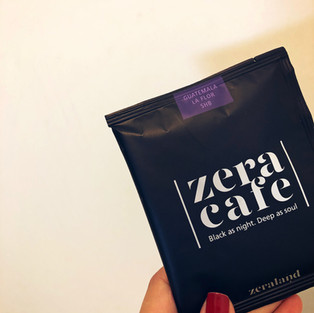 GUATEMALA
LA FLOR
SHB
zera
cafe
Black as night. Deep as soul
zeraland